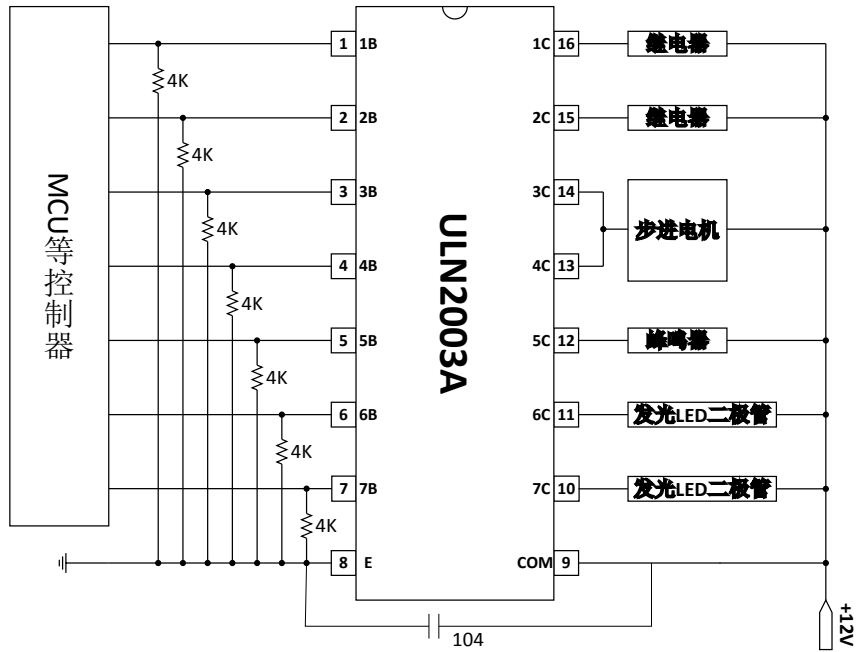 MCU等控制器
4K
4K
4K
4K
4K
4K
4K
1 1B
2 2B
3 3B
4 4B
5 5B
6 6B
7 7B
8 E
ULN2003A
1C 16
2C 15
3C 14
4C 13
5C 12
6C 11
7C 10
COM 9
继电器
继电器
步进电机
蜂鸣器
发光LED二极管
发光LED二极管
104
+12V